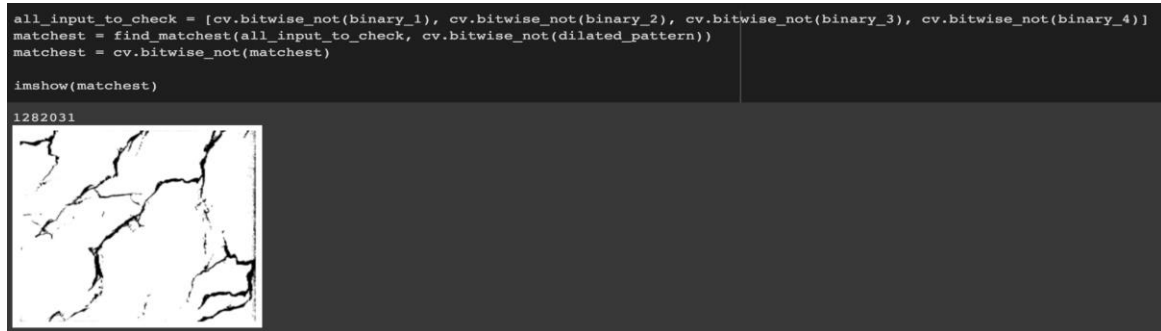 all_input_to_check = [cv.bitwise_not(binary_1), cv.bitwise_not(binary_2), cv.bitwise_not(binary_3), cv.bitwise_not(binary_4)]
matchest = find_matchest(all_input_to_check, cv.bitwise_not(dilated_pattern))
matchest = cv.bitwise_not(matchest)
imshow(matchest)
1282031